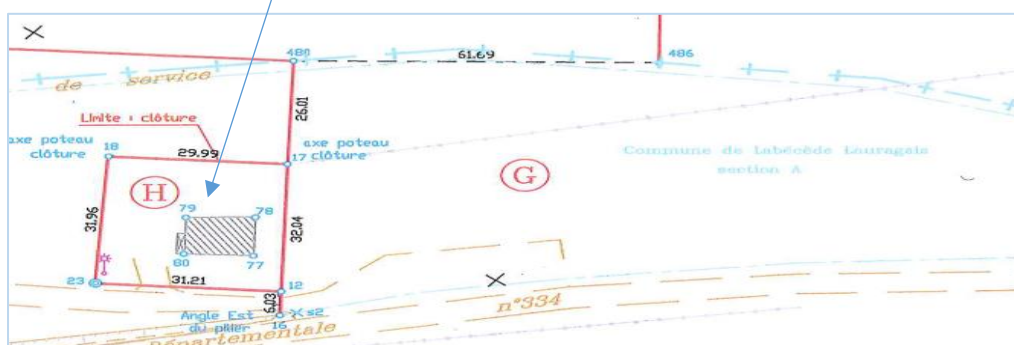 480
61.69
486
de service
26.01
Limite : clôture
axe poteau
clôture
18
29.99
axe poteau
17 clôture
Commune de Labécède Lauragais
section A
G
H
79
78
31.96
32.04
80
77
23
31.21
12
6.03
n°334
Angle Est
du pilier
s2
16
Départementale